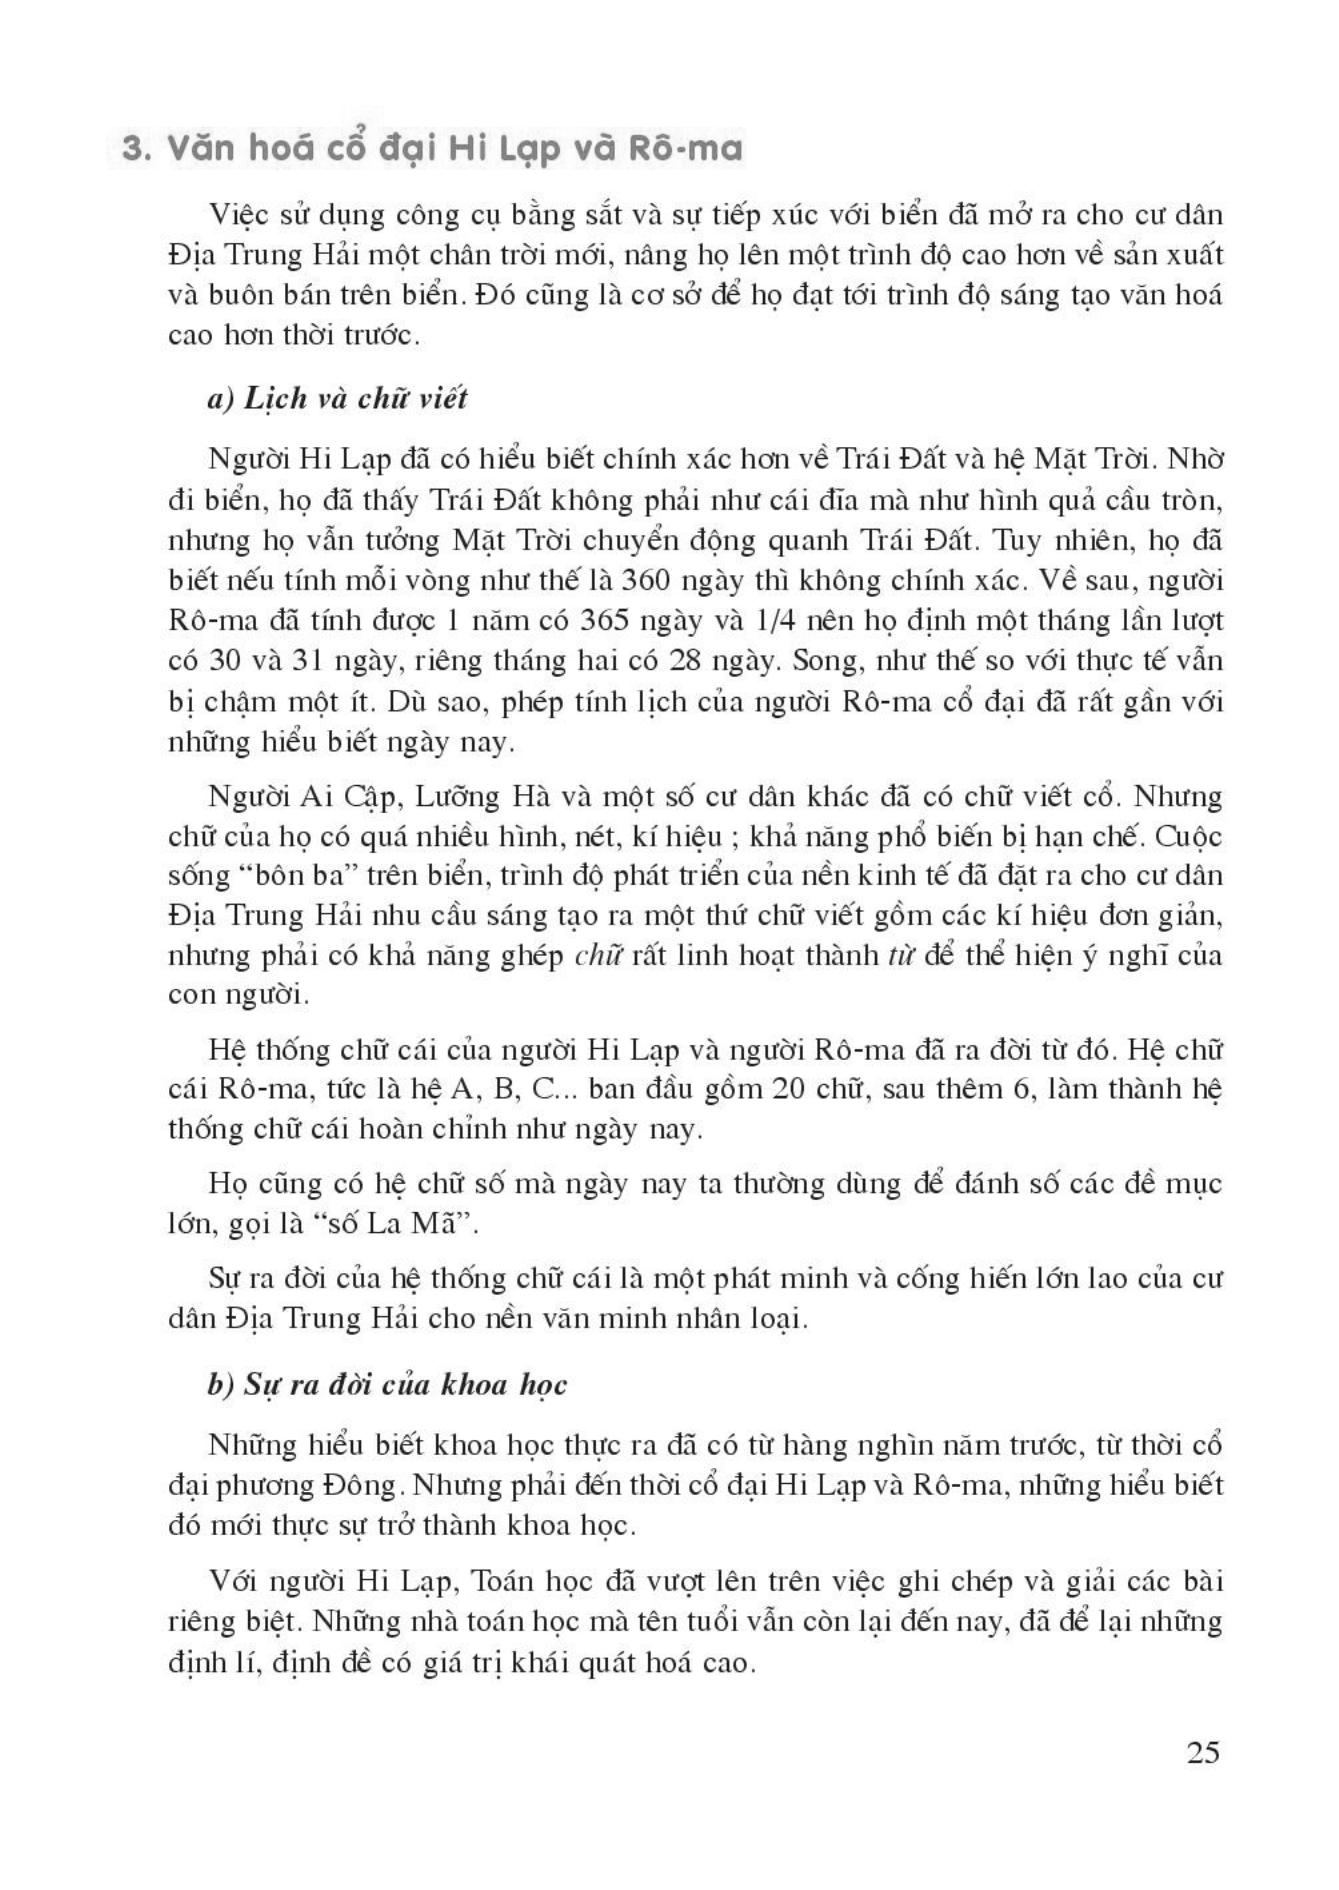 3. Văn hoá cổ đại Hi Lạp và Rô-ma
Việc sử dụng công cụ bằng sắt và sự tiếp xúc với biển đã mở ra cho cư dân
Địa Trung Hải một chân trời mới, nâng họ lên một trình độ cao hơn về sản xuất
và buôn bán trên biển. Đó cũng là cơ sở để họ đạt tới trình độ sáng tạo văn hoá
cao hơn thời trước.
a) Lịch và chữ viết
Người Hi Lạp đã có hiểu biết chính xác hơn về Trái Đất và hệ Mặt Trời. Nhờ
đi biển, họ đã thấy Trái Đất không phải như cái đĩa mà như hình quả cầu tròn,
nhưng họ vẫn tưởng Mặt Trời chuyển động quanh Trái Đất. Tuy nhiên, họ đã
biết nếu tính mỗi vòng như thế là 360 ngày thì không chính xác. Về sau, người
Rô-ma đã tính được 1 năm có 365 ngày và 1/4 nên họ định một tháng lần lượt
có 30 và 31 ngày, riêng tháng hai có 28 ngày. Song, như thế so với thực tế vẫn
bị chậm một ít. Dù sao, phép tính lịch của người Rô-ma cổ đại đã rất gần với
những hiểu biết ngày nay.
Người Ai Cập, Lưỡng Hà và một số cư dân khác đã có chữ viết cổ. Nhưng
chữ của họ có quá nhiều hình, nét, kí hiệu ; khả năng phổ biến bị hạn chế. Cuộc
sống “bôn ba” trên biển, trình độ phát triển của nền kinh tế đã đặt ra cho cư dân
Địa Trung Hải nhu cầu sáng tạo ra một thứ chữ viết gồm các kí hiệu đơn giản,
nhưng phải có khả năng ghép chữ rất linh hoạt thành từ để thể hiện ý nghĩ của
con người.
Hệ thống chữ cái của người Hi Lạp và người Rô-ma đã ra đời từ đó. Hệ chữ
cái Rô-ma, tức là hệ A, B, C... ban đầu gồm 20 chữ, sau thêm 6, làm thành hệ
thống chữ cái hoàn chỉnh như ngày nay.
Họ cũng có hệ chữ số mà ngày nay ta thường dùng để đánh số các đề mục
lớn, gọi là “số La Mã”.
Sự ra đời của hệ thống chữ cái là một phát minh và cống hiến lớn lao của cư
dân Địa Trung Hải cho nền văn minh nhân loại.
b) Sự ra đời của khoa học
Những hiểu biết khoa học thực ra đã có từ hàng nghìn năm trước, từ thời cổ
đại phương Đông. Nhưng phải đến thời cổ đại Hi Lạp và Rô-ma, những hiểu biết
đó mới thực sự trở thành khoa học.
Với người Hi Lạp, Toán học đã vượt lên trên việc ghi chép và giải các bài
riêng biệt. Những nhà toán học mà tên tuổi vẫn còn lại đến nay, đã để lại những
định lí, định đề có giá trị khái quát hoá cao.
25